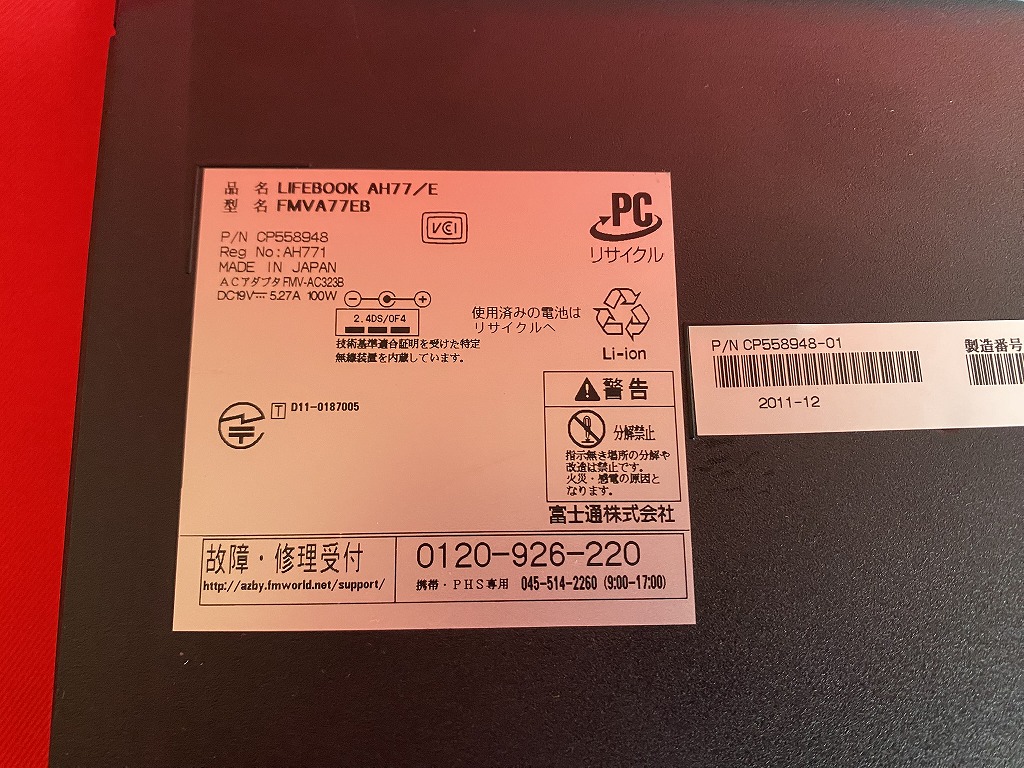 品 名 LIFEBOOK AH77/E
型 名 FMVA77EB
VCI
P/N CP558948
Reg No:AH771
MADE IN JAPAN
ACアダプタ FMV-AC323B
DC19V 5.27A 100W
2.4DS/OF4
技術基準適合証明を受けた特定
無線装置を内蔵しています。
PC
リサイクル
使用済みの電池は
リサイクルへ
Li-ion
T D11-0187005
警告
分解禁止
指示無き場所の分解や
改造は禁止です。
火災・感電の原因と
なります。
富士通株式会社
故障・修理受付
http://azby.fmworld.net/support/
0120-926-220
携帯・PHS専用 045-514-2260 (9:00-17:00)
P/N CP558948-01
2011-12
製造番号